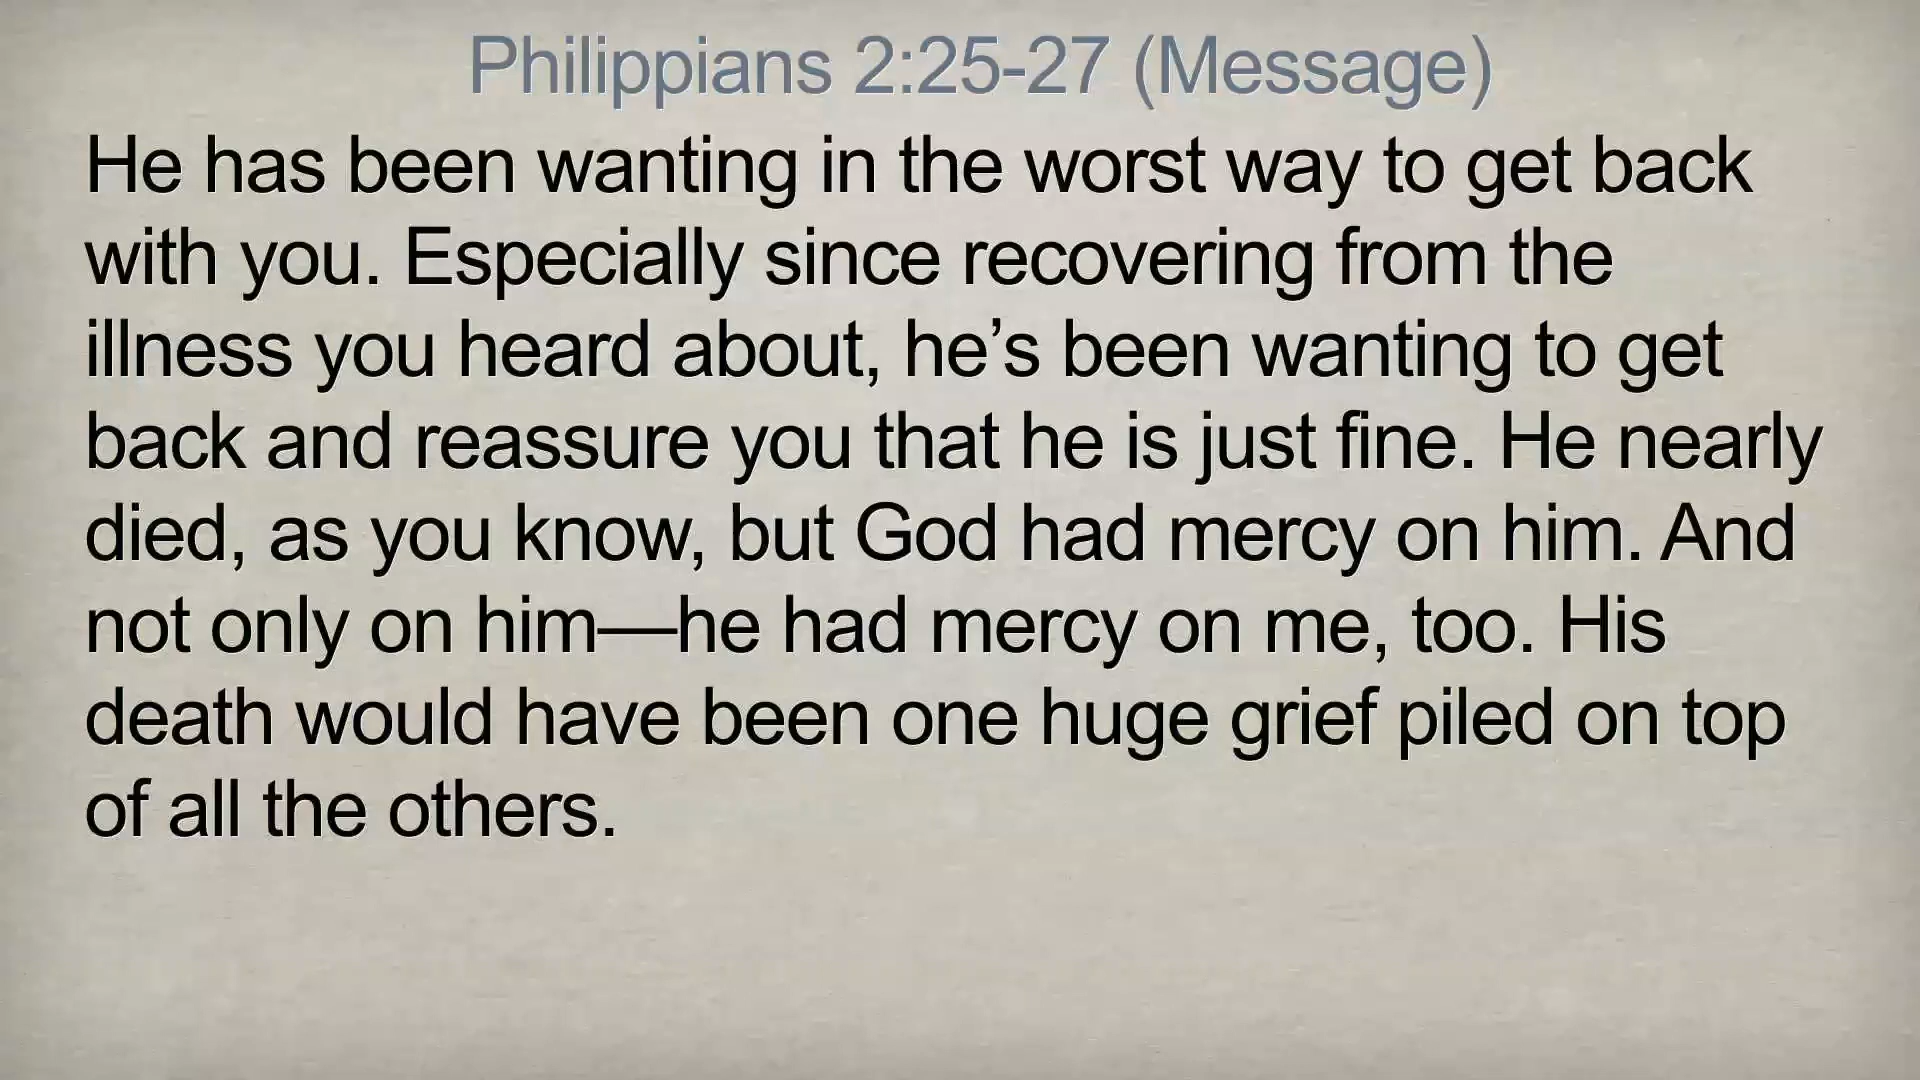 Philippians 2:25-27 (Message)
He has been wanting in the worst way to get back
with you. Especially since recovering from the
illness you heard about, he’s been wanting to get
back and reassure you that he is just fine. He nearly
died, as you know, but God had mercy on him. And
not only on him—he had mercy on me, too. His
death would have been one huge grief piled on top
of all the others.